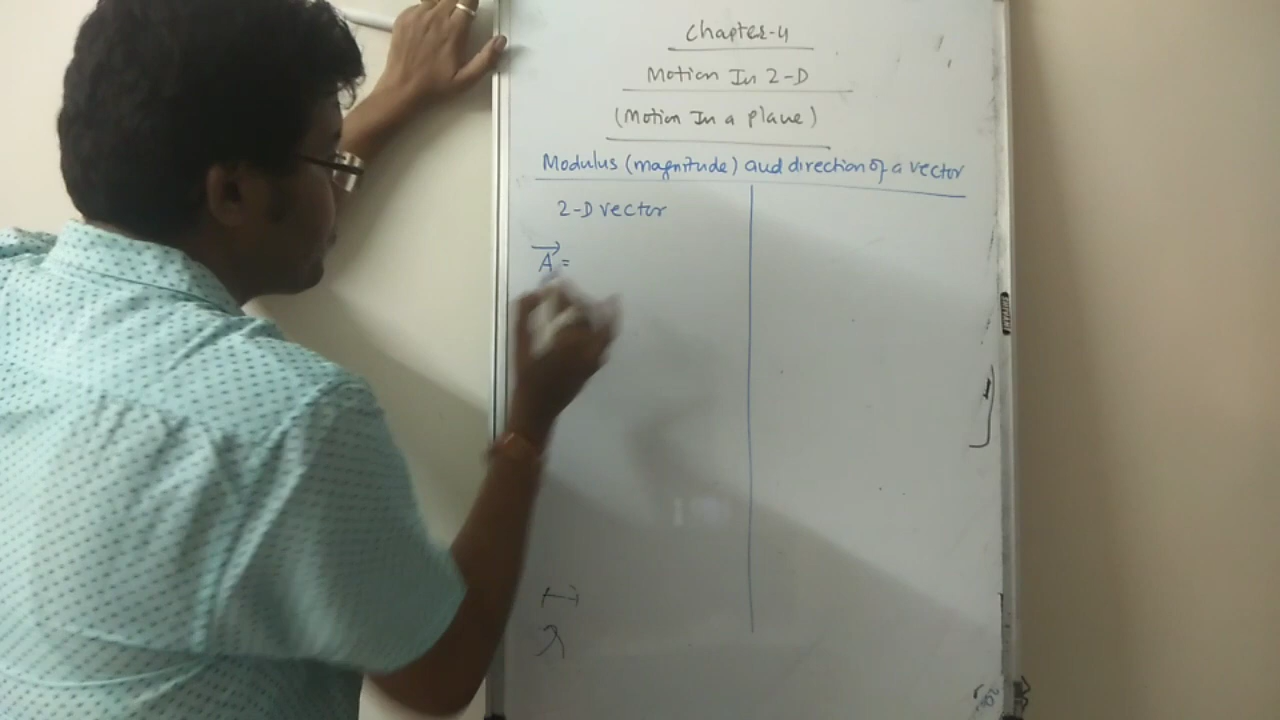 Chapter-4
Motion In 2-D
(Motion In a plane)
Modulus (magnitude) and direction of a vector
2-D vector
A⃗ =